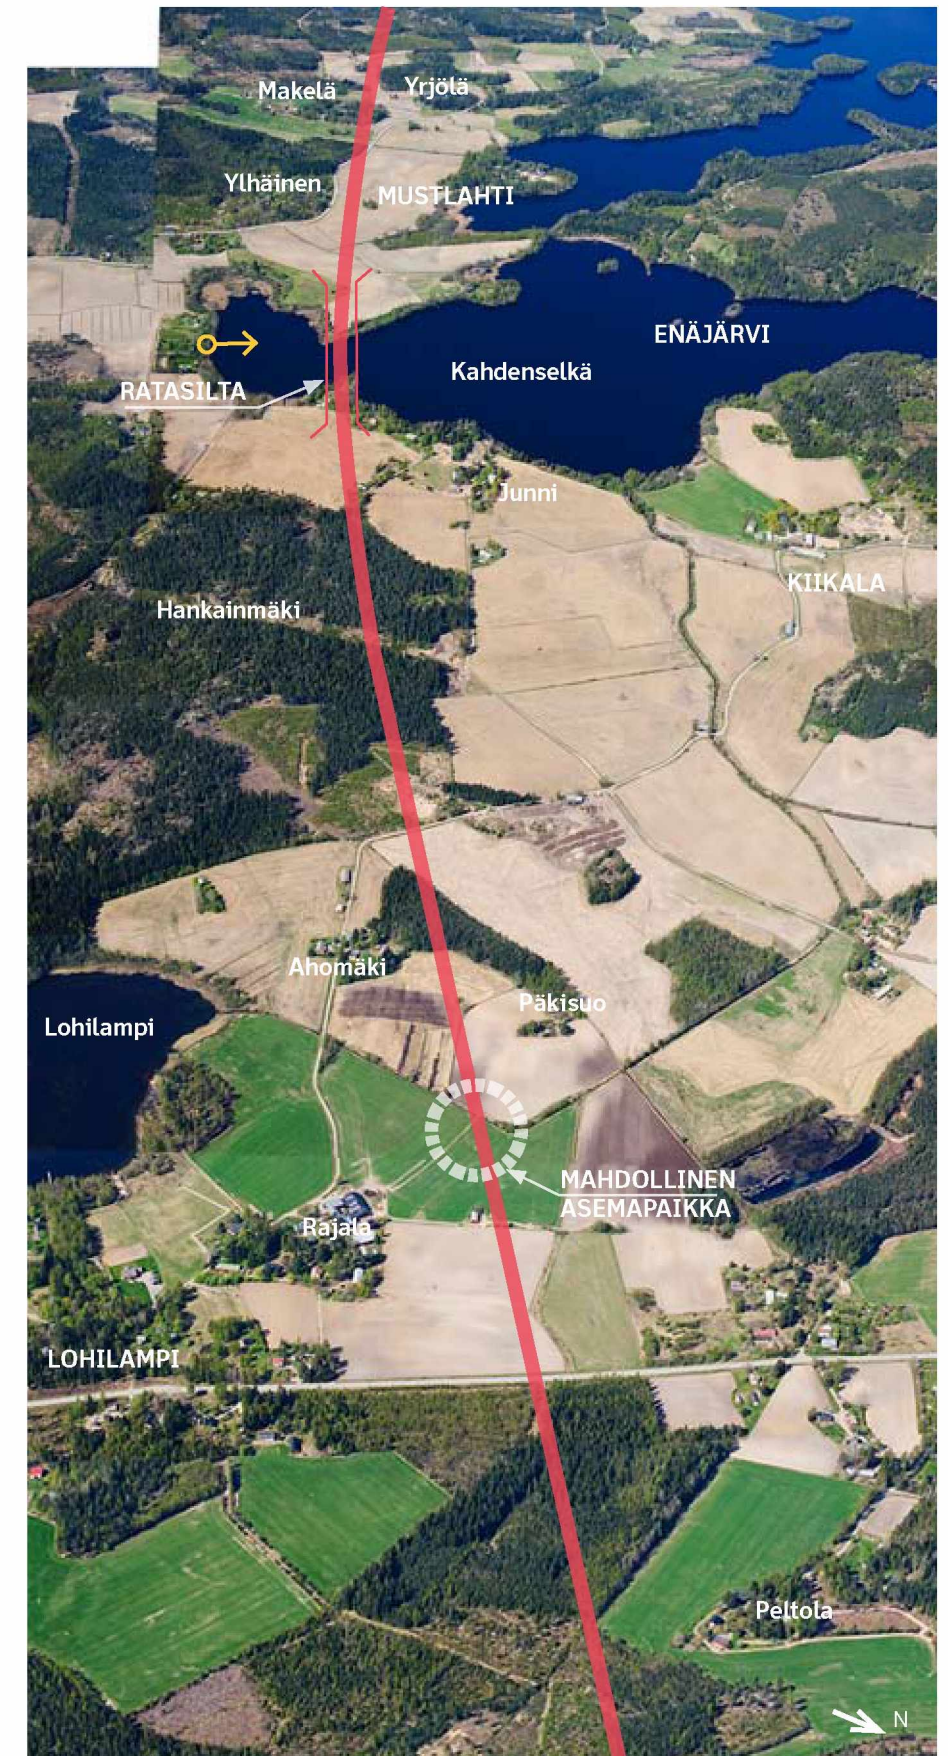 Makelä
Yrjölä
Ylhäinen
MUSTLAHTI
ENÄJÄRVI
Kahdenselkä
RATASILTA
Junni
KIIKALA
Hankainmäki
Ahomäki
Päkisuo
Lohilampi
MAHDOLLINEN
ASEMAPAIKKA
Rajala
LOHILAMPI
Peltola
N